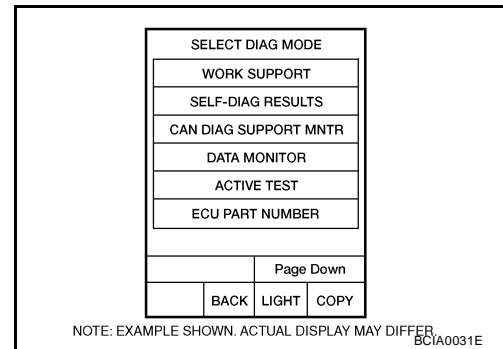 SELECT DIAG MODE
WORK SUPPORT
SELF-DIAG RESULTS
CAN DIAG SUPPORT MNTR
DATA MONITOR
ACTIVE TEST
ECU PART NUMBER
Page Down
BACK LIGHT COPY
NOTE: EXAMPLE SHOWN. ACTUAL DISPLAY MAY DIFFER.
BCIA0031E